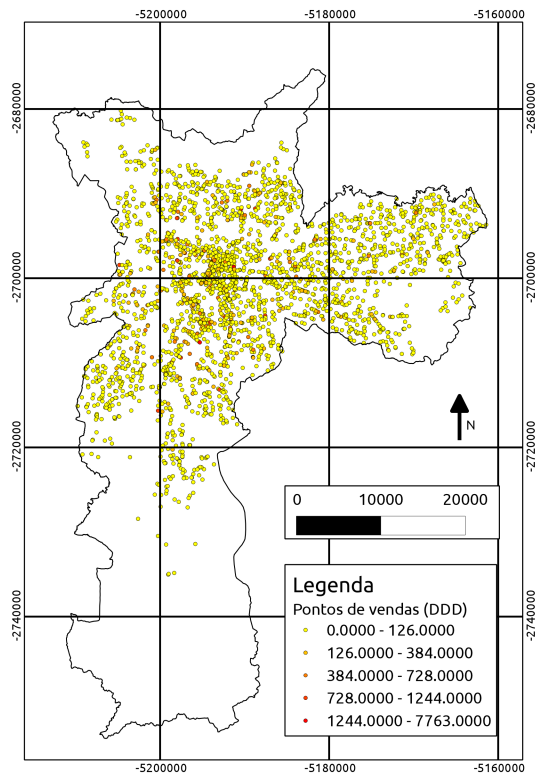 -5200000 -5180000 -5160000
-2680000 -2680000
-2700000 -2700000
-2720000 -2720000
-2740000 -2740000
N
0 10000 20000
Legenda
Pontos de vendas (DDD)
0.0000 - 126.0000
126.0000 - 384.0000
384.0000 - 728.0000
728.0000 - 1244.0000
1244.0000 - 7763.0000
-5200000 -5180000 -5160000